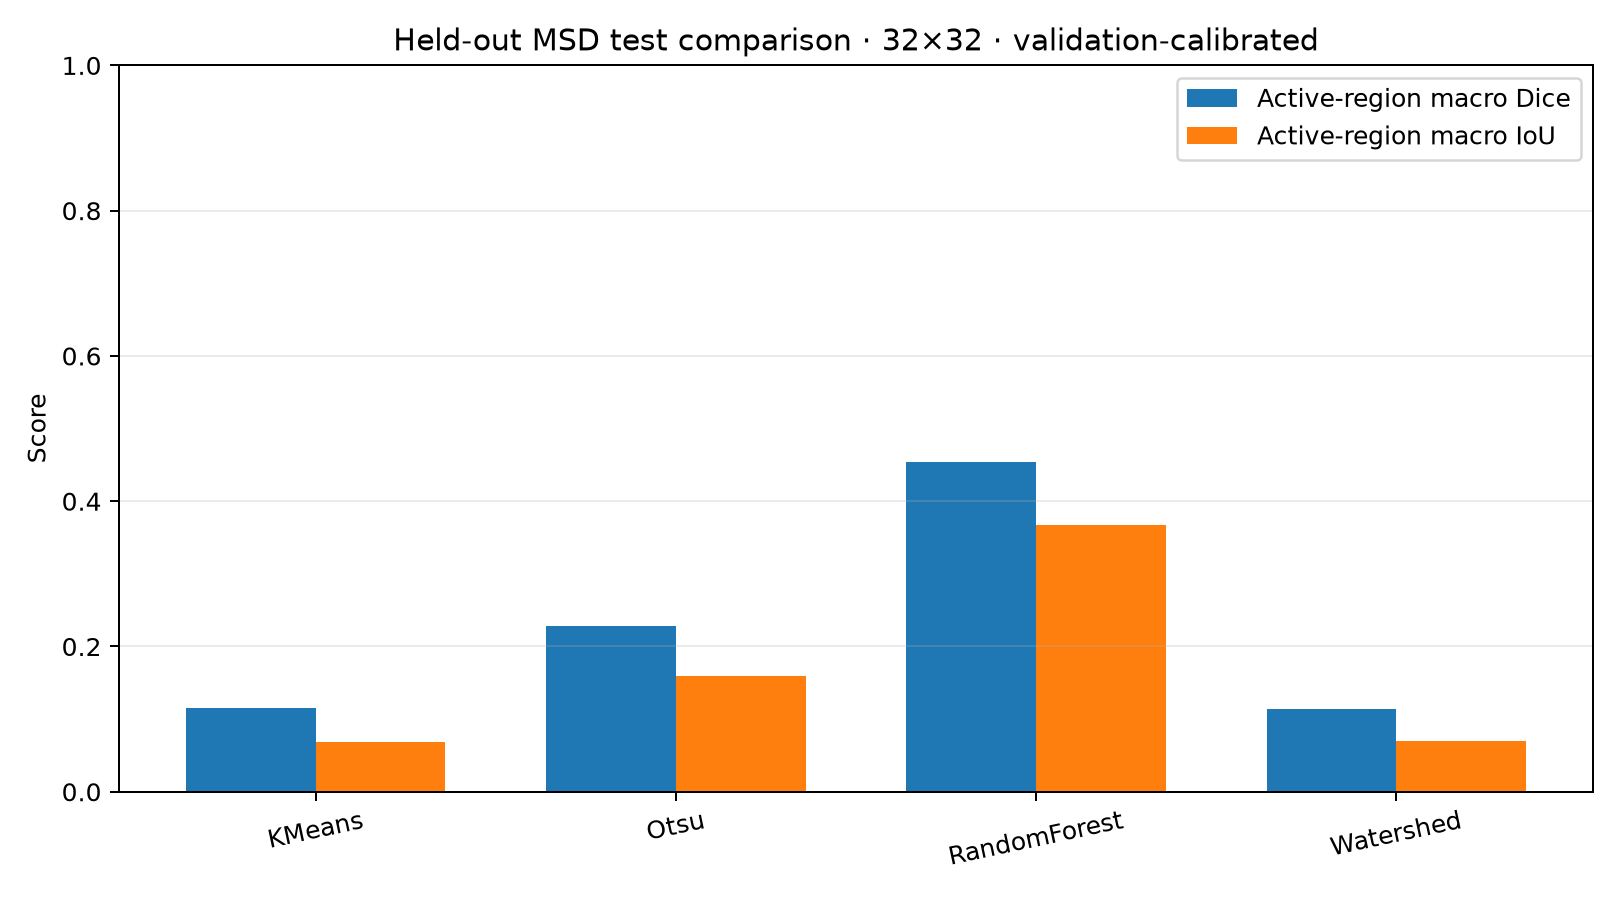 Held-out MSD test comparison · 32×32 · validation-calibrated
Active-region macro Dice
Active-region macro IoU
Score
1.0
0.8
0.6
0.4
0.2
0.0
KMeans
Otsu
RandomForest
Watershed